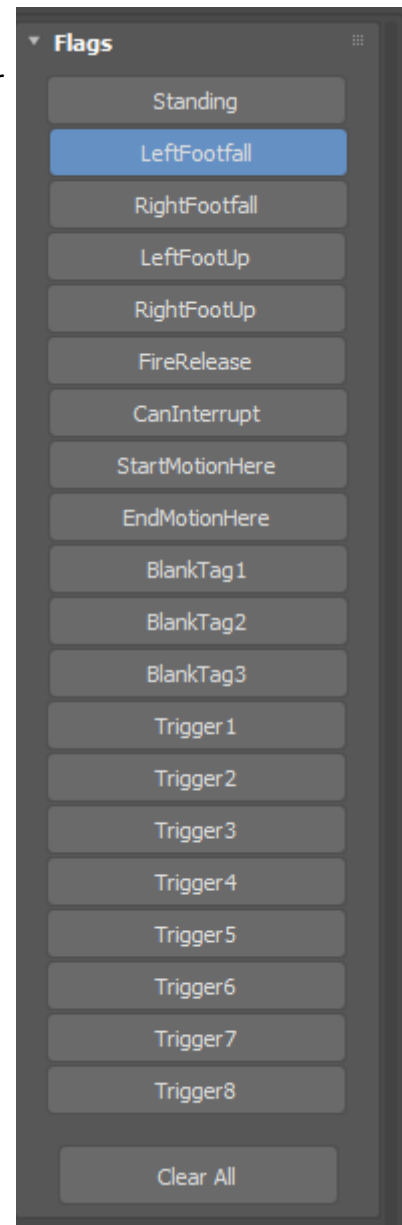 Flags
Standing
LeftFootfall
RightFootfall
LeftFootUp
RightFootUp
FireRelease
CanInterrupt
StartMotionHere
EndMotionHere
BlankTag1
BlankTag2
BlankTag3
Trigger1
Trigger2
Trigger3
Trigger4
Trigger5
Trigger6
Trigger7
Trigger8
Clear All